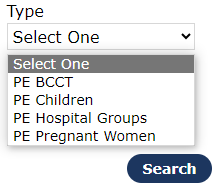 Type
Select One
Select One
PE BCCT
PE Children
PE Hospital Groups
PE Pregnant Women
Search